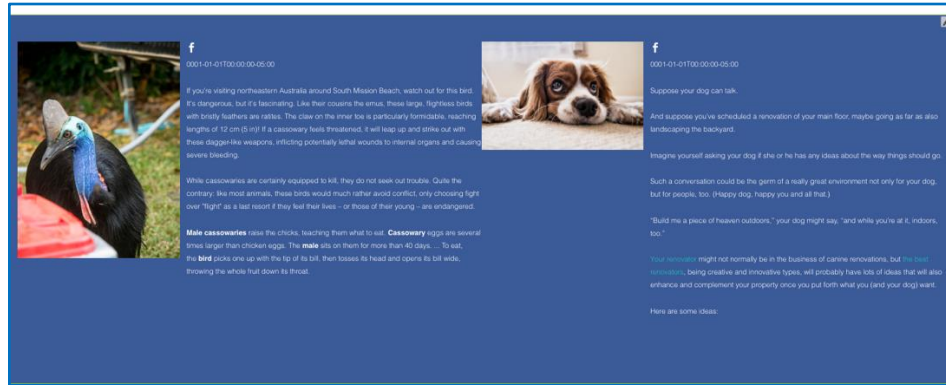 f
0001-01-01T00:00:00-05:00
If you're visiting northeastern Australia around South Mission Beach, watch out for this bird.
It's dangerous, but it's fascinating. Like their cousins the emus, these large, flightless birds
with bristly feathers are ratites. The claw on the inner toe is particularly formidable, reaching
lengths of 12 cm (5 in)! If a cassowary feels threatened, it will leap up and strike out with
these dagger-like weapons, inflicting potentially lethal wounds to internal organs and causing
severe bleeding.
While cassowaries are certainly equipped to kill, they do not seek out trouble. Quite the
contrary: like most animals, these birds would much rather avoid conflict, only choosing fight
over "flight" as a last resort if they feel their lives – or those of their young – are endangered.
Male cassowaries raise the chicks, teaching them what to eat. Cassowary eggs are several
times larger than chicken eggs. The male sits on them for more than 40 days. ... To eat,
the bird picks one up with the tip of its bill, then tosses its head and opens its bill wide,
throwing the whole fruit down its throat.
f
0001-01-01T00:00:00-05:00
Suppose your dog can talk.
And suppose you've scheduled a renovation of your main floor, maybe going as far as also
landscaping the backyard.
Imagine yourself asking your dog if she or he has any ideas about the way things should go.
Such a conversation could be the germ of a really great environment not only for your dog,
but for people, too. (Happy dog, happy you and all that.)
"Build me a piece of heaven outdoors," your dog might say, "and while you're at it, indoors,
too."
Your renovator might not normally be in the business of canine renovations, but the best
renovators, being creative and innovative types, will probably have lots of ideas that will also
enhance and complement your property once you put forth what you (and your dog) want.
Here are some ideas: